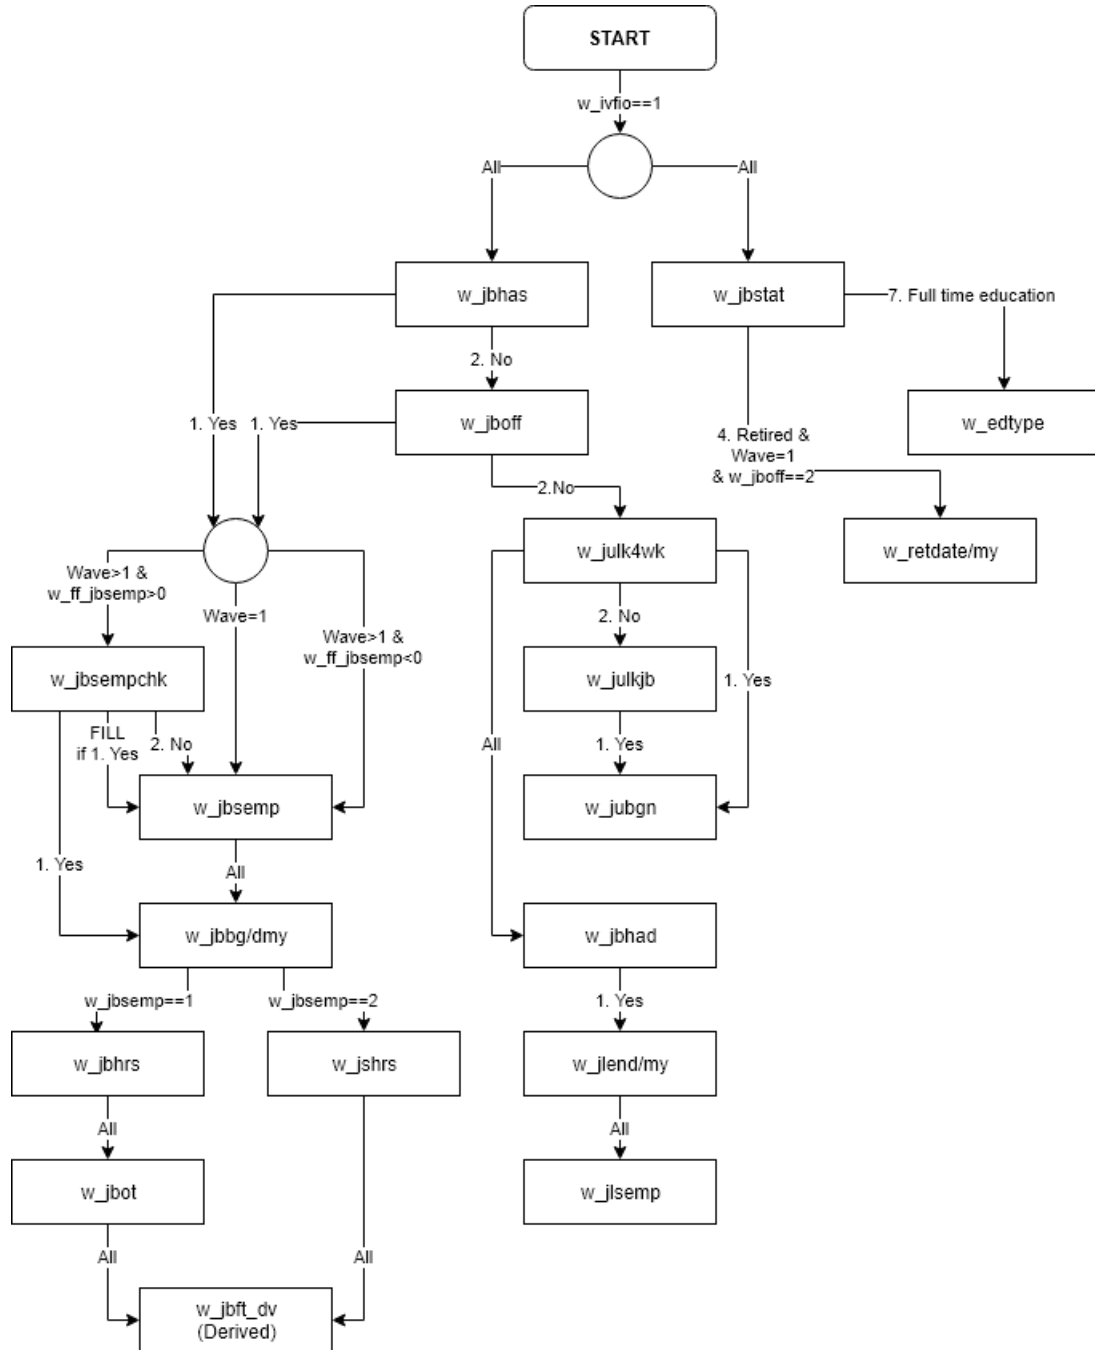 START
w_ivfio==1
All
All
w_jbhas
w_jbstat
7. Full time education
2. No
1. Yes
1. Yes
w_jboff
w_edtype
4. Retired &
Wave=1
& w_jboff==2
2.No
w_julk4wk
w_retdate/my
Wave>1 &
w_ff_jbsemp>0
Wave=1
Wave>1 &
w_ff_jbsemp<0
2. No
w_jbsempchk
w_julkjb
1. Yes
FILL
if 1. Yes
2. No
All
1. Yes
w_jbsemp
w_jubgn
1. Yes
All
w_jbbg/dmy
w_jbhad
w_jbsemp==1
w_jbsemp==2
1. Yes
w_jbhrs
w_jshrs
w_jlend/my
All
All
w_jbot
w_jlsemp
All
All
w_jbft_dv
(Derived)